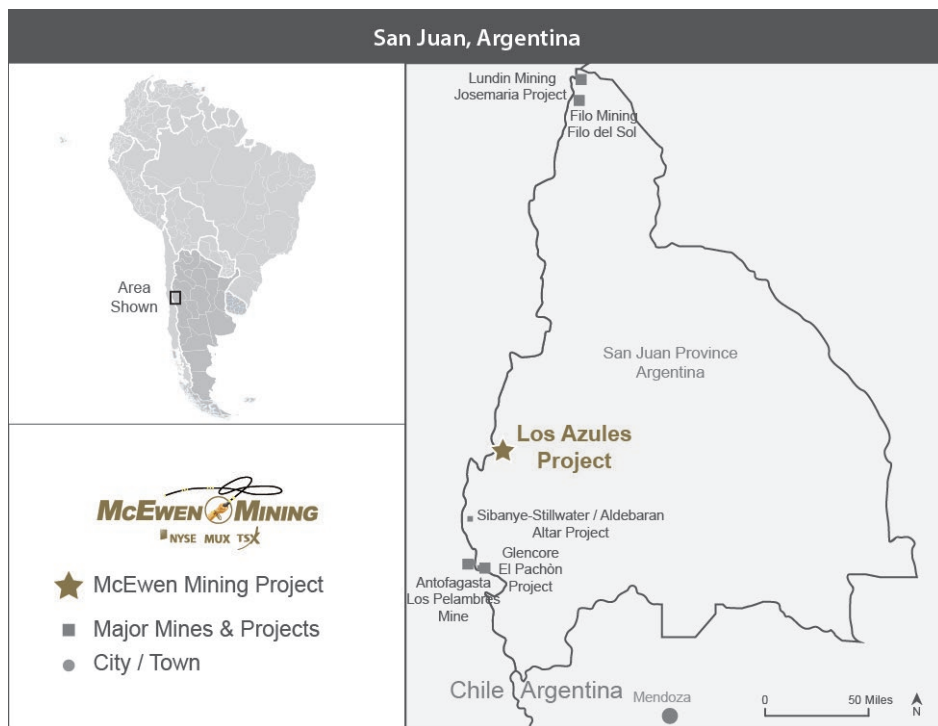 San Juan, Argentina
Area
Shown
McEWEN MINING
NYSE MUX TSX
McEwen Mining Project
Major Mines & Projects
City / Town
Lundin Mining
Josemaria Project
Filo Mining
Filo del Sol
San Juan Province
Argentina
Los Azules
Project
Sibanye-Stillwater / Aldebaran
Altar Project
Glencore
El Pachòn
Project
Antofagasta
Los Pelambres
Mine
Chile Argentina
Mendoza
0 50 Miles
N